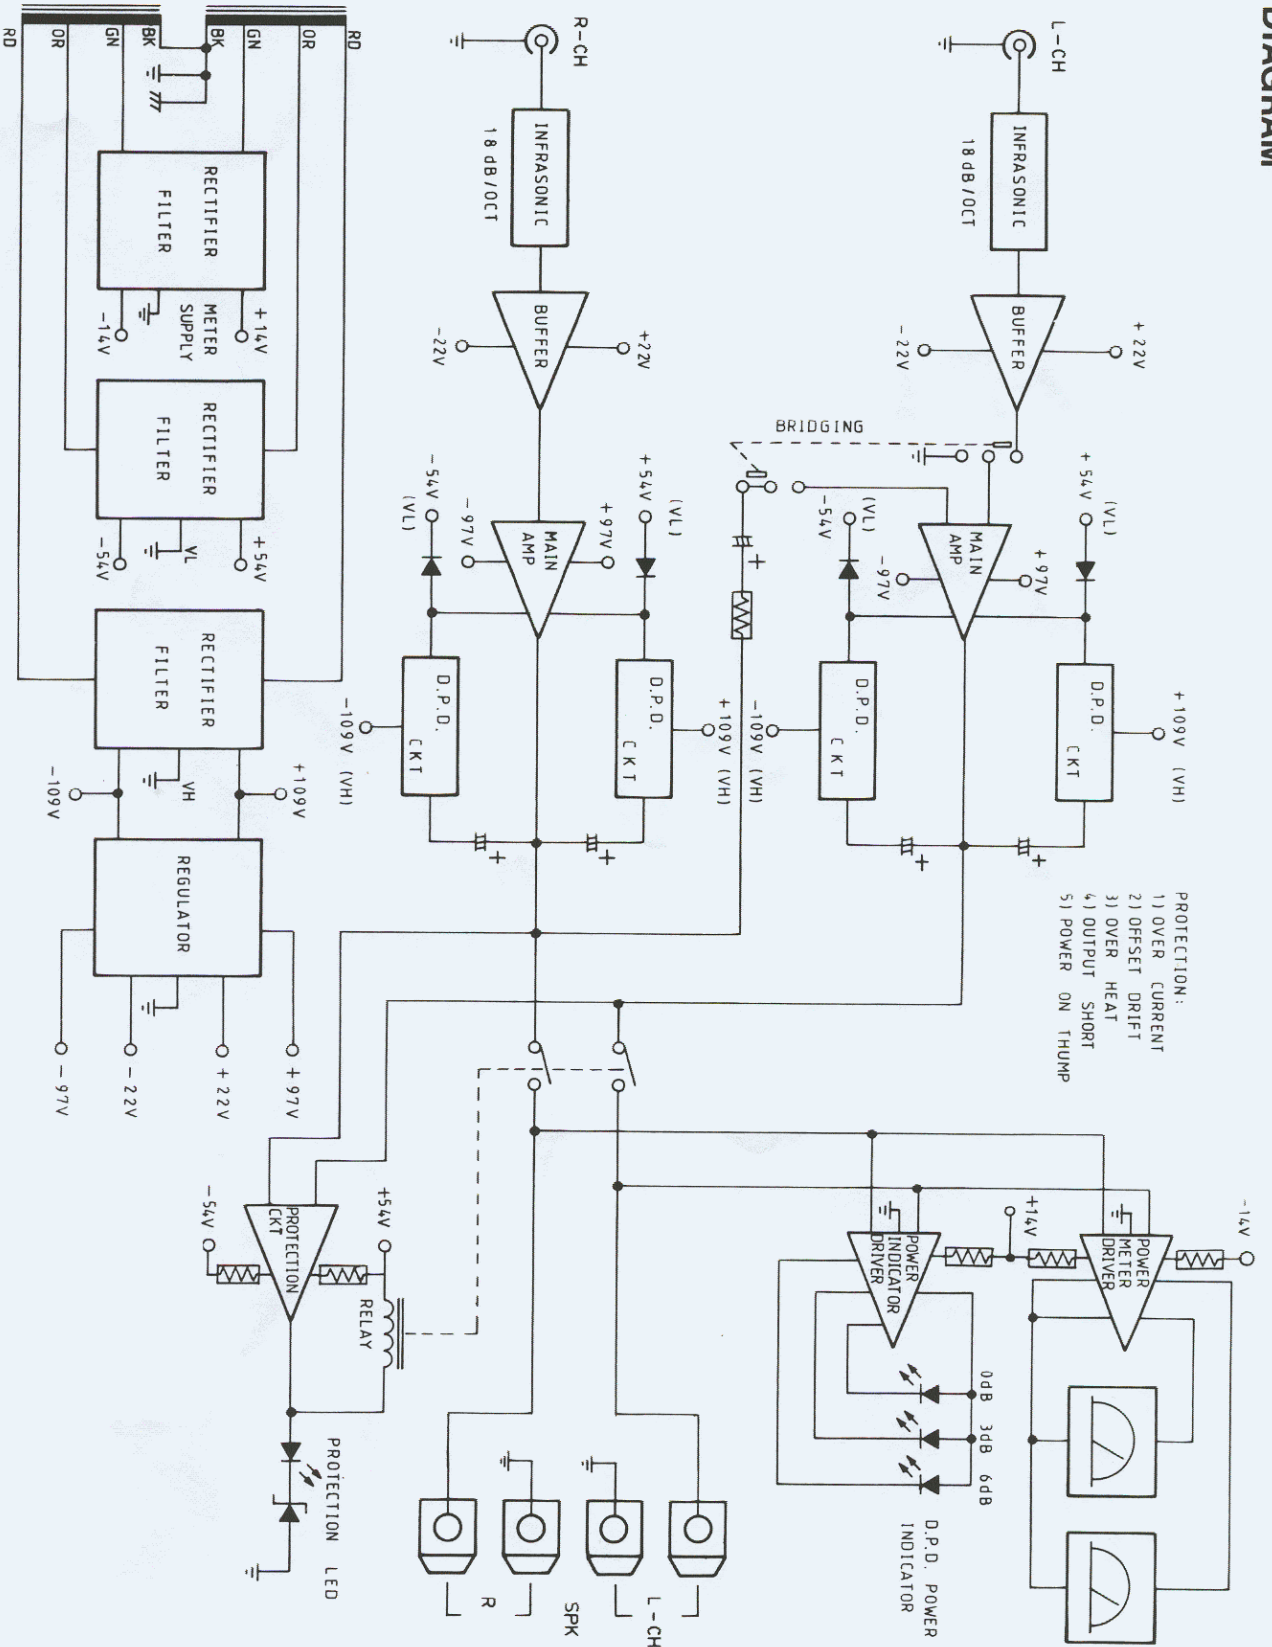 DIAGRAM
L-CH
INFRASONIC
18 dB/OCT
BUFFER
+22V
-22V
BRIDGING
+54V
(VL)
MAIN
AMP
+97V
-97V
(VL)
-54V
D.P.D.
CKT
+109V (VH)
D.P.D.
CKT
-109V (VH)
PROTECTION:
1) OVER CURRENT
2) OFFSET DRIFT
3) OVER HEAT
4) OUTPUT SHORT
5) POWER ON THUMP
-14V
POWER
METER
DRIVER
+14V
POWER
INDICATOR
DRIVER
0dB
3dB
6dB
D.P.D. POWER
INDICATOR
R-CH
INFRASONIC
18 dB/OCT
BUFFER
+22V
-22V
+54V
(VL)
MAIN
AMP
+97V
-97V
-54V
(VL)
D.P.D.
CKT
+109V (VH)
D.P.D.
CKT
-109V (VH)
+54V
-54V
PROTECTION
CKT
RELAY
PROTECTION LED
L-CH
SPK
R
RD
OR
GN
BK
BK
GN
OR
RD
RECTIFIER
FILTER
+14V
METER
SUPPLY
-14V
RECTIFIER
FILTER
+54V
VL
-54V
RECTIFIER
FILTER
+109V
VH
-109V
REGULATOR
+97V
+22V
-22V
-97V